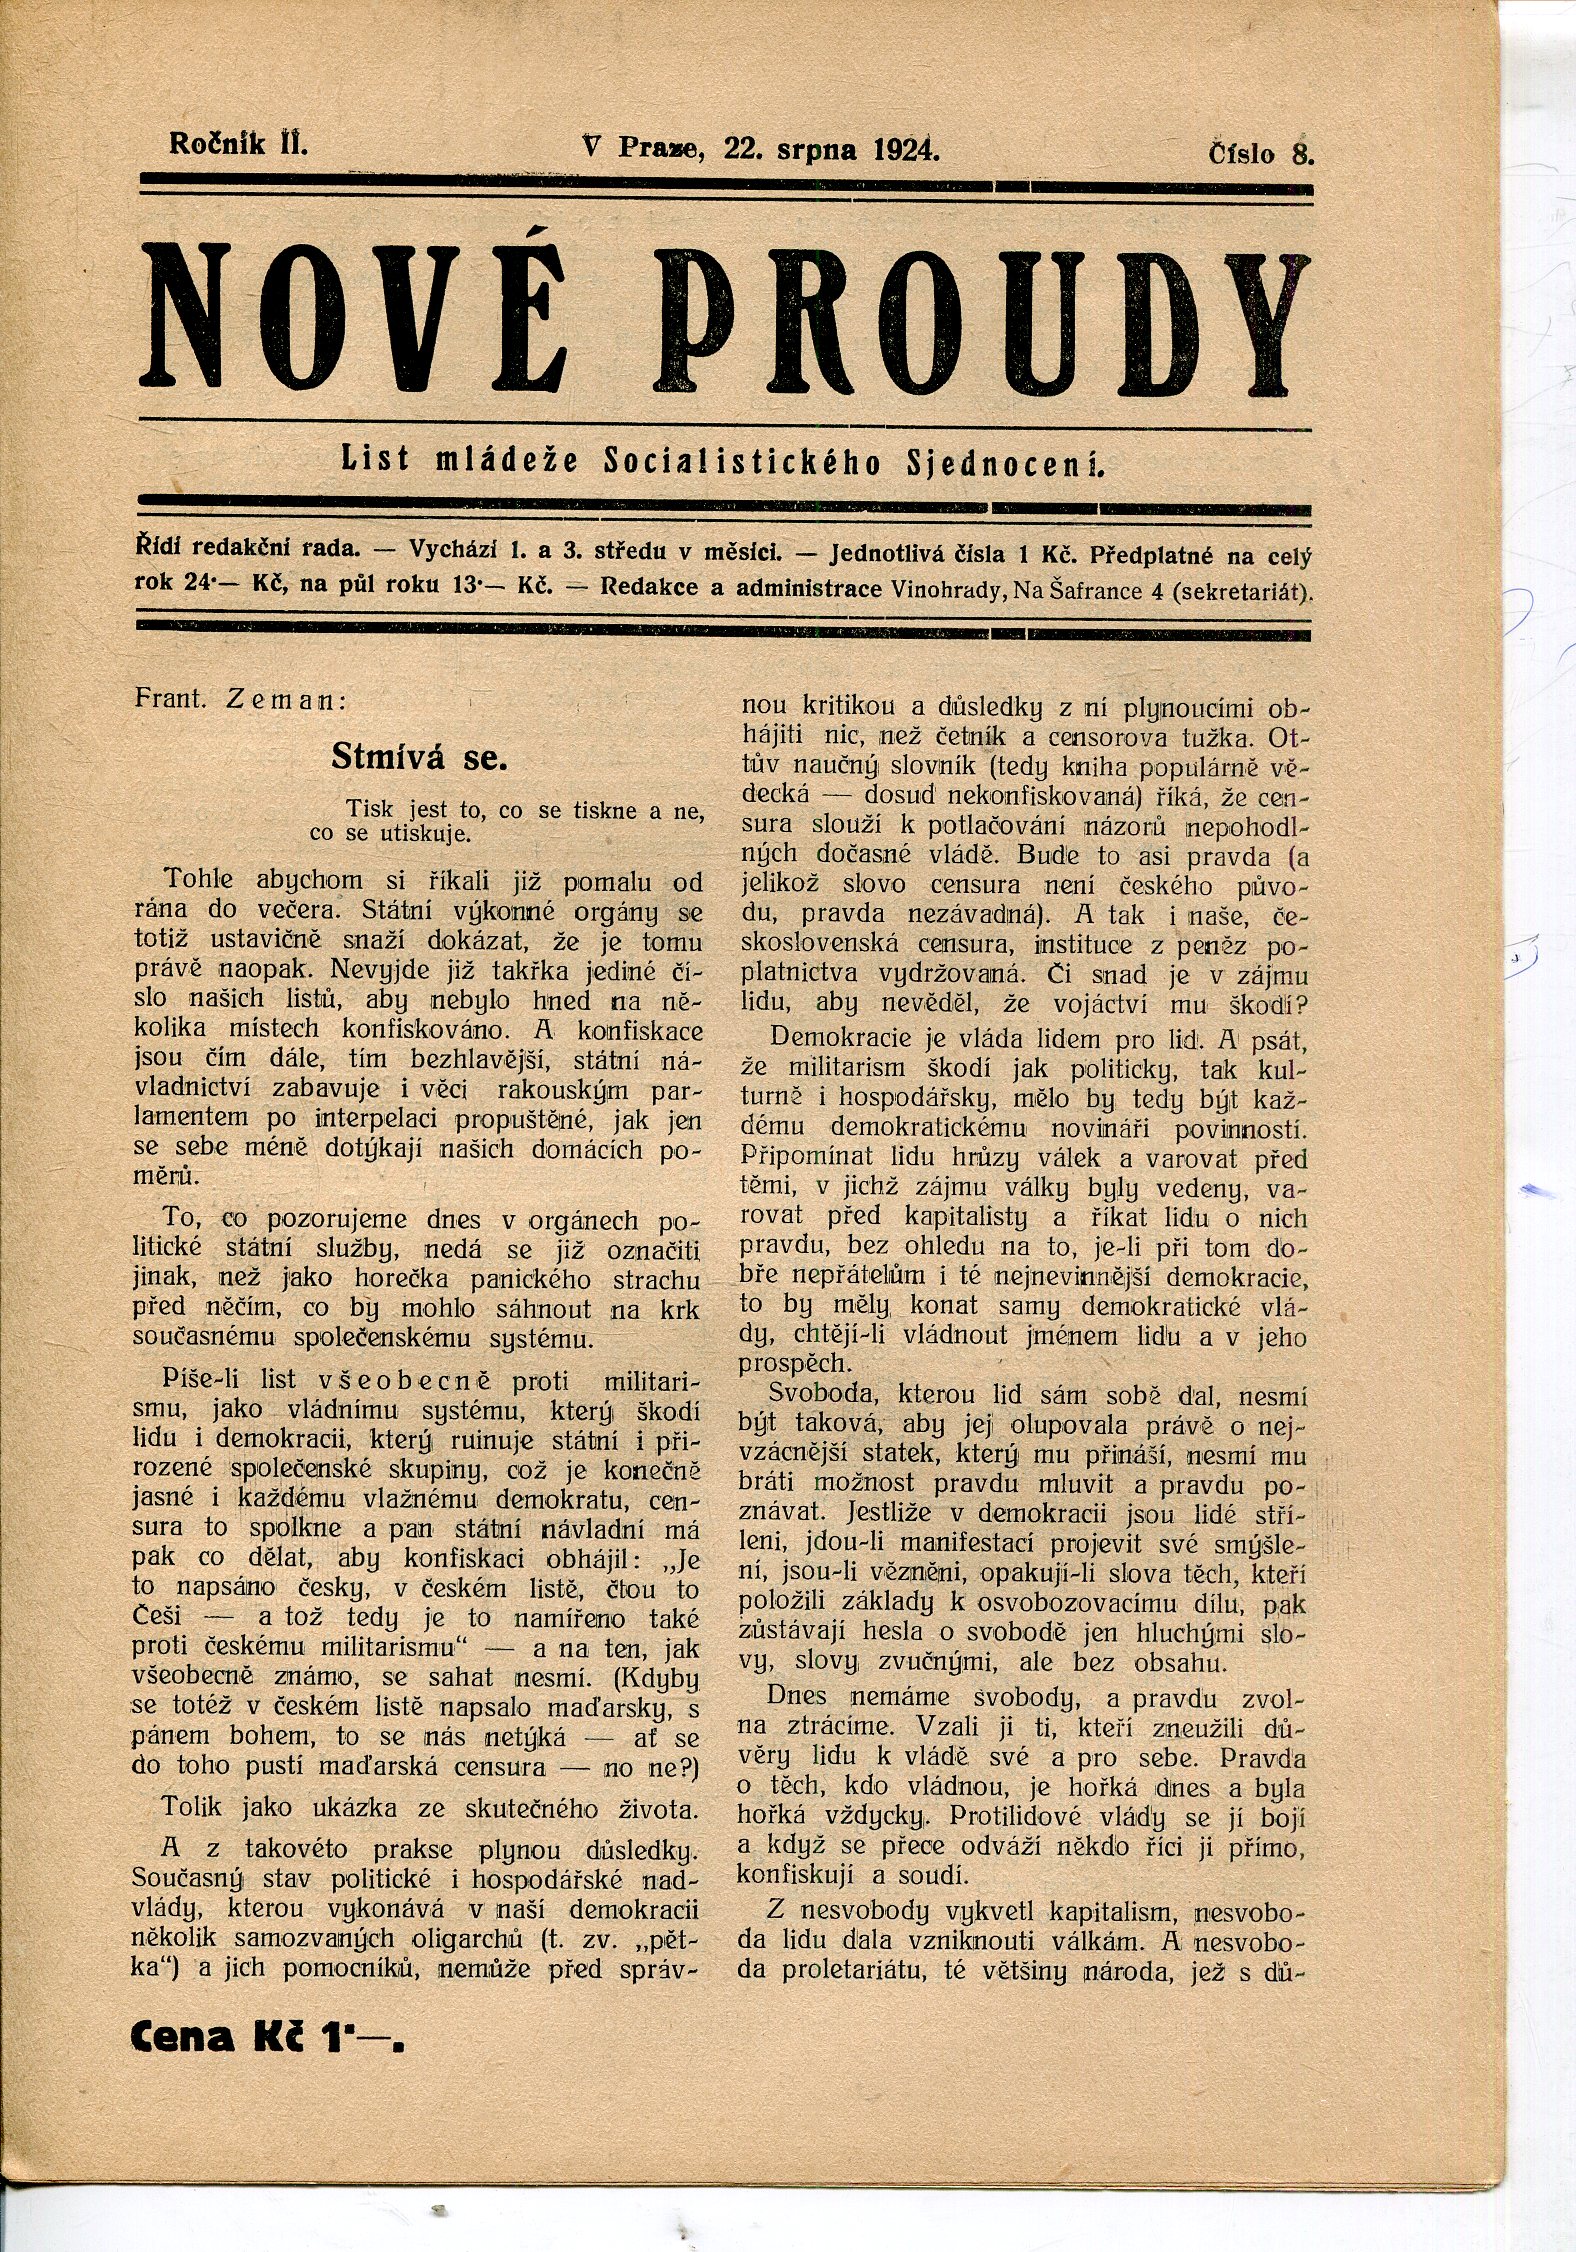 Ročník II.
V Praze, 22. srpna 1924.
Číslo 8.
NOVÉ PROUDY
List mládeže Socialistického Sjednocení.
Řídí redakční rada. — Vychází 1. a 3. středu v měsíci. — Jednotlivá čísla 1 Kč. Předplatné na celý
rok 24·— Kč, na půl roku 13·— Kč. — Redakce a administrace Vinohrady, Na Šafrance 4 (sekretariát).
Frant. Zeman:
Stmívá se.
Tisk jest to, co se tiskne a ne,
co se utiskuje.
Tohle abychom si říkali již pomalu od
rána do večera. Státní výkonné orgány se
totiž ustavičně snaží dokázat, že je tomu
právě naopak. Nevyjde již takřka jediné čí-
slo našich listů, aby nebylo hned na ně-
kolika místech konfiskováno. A konfiskace
jsou čím dále, tím bezhlavější, státní ná-
vladnictví zabavuje i věci rakouským par-
lamentem po interpelaci propuštěné, jak jen
se sebe méně dotýkají našich domácích po-
měrů.
To, co pozorujeme dnes v orgánech po-
litické státní služby, nedá se již označiti
jinak, než jako horečka panického strachu
před něčím, co by mohlo sáhnout na krk
současnému společenskému systému.
Píše-li list všeobecně proti militari-
smu, jako vládnímu systému, který škodí
lidu i demokracii, který ruinuje státní i při-
rozené společenské skupiny, což je konečně
jasné i každému vlažnému demokratu, cen-
sura to spolkne a pan státní návladní má
pak co dělat, aby konfiskaci obhájil: „Je
to napsáno česky, v českém listě, čtou to
Češi — a tož tedy je to namířeno také
proti českému militarismu“ — a na ten, jak
všeobecně známo, se sahat nesmí. (Kdyby
se totéž v českém listě napsalo maďarsky, s
pánem bohem, to se nás netýká — ať se
do toho pustí maďarská censura — no ne?)
Tolik jako ukázka ze skutečného života.
A z takovéto prakse plynou důsledky.
Současný stav politické i hospodářské nad-
vlády, kterou vykonává v naší demokracii
několik samozvaných oligarchů (t. zv. „pět-
ka“) a jich pomocníků, nemůže před správ-
nou kritikou a důsledky z ní plynoucími ob-
hájiti nic, než četník a censorova tužka. Ot-
tův naučný slovník (tedy kniha populárně vě-
decká — dosud nekonfiskovaná) říká, že cen-
sura slouží k potlačování názorů nepohodl-
ných dočasné vládě. Bude to asi pravda (a
jelikož slovo censura není českého půvo-
du, pravda nezávadná). A tak i naše, če-
skoslovenská censura, instituce z peněz po-
platnictva vydržovaná. Či snad je v zájmu
lidu, aby nevěděl, že vojáctví mu škodí?
Demokracie je vláda lidem pro lid. A psát,
že militarism škodí jak politicky, tak kul-
turně i hospodářsky, mělo by tedy být kaž-
dému demokratickému novináři povinností.
Připomínat lidu hrůzy válek a varovat před
těmi, v jichž zájmu války byly vedeny, va-
rovat před kapitalisty a říkat lidu o nich
pravdu, bez ohledu na to, je-li při tom do-
bře nepřátelům i té nejnevinnější demokracie,
to by měly konat samy demokratické vlá-
dy, chtějí-li vládnout jménem lidu a v jeho
prospěch.
Svoboda, kterou lid sám sobě dal, nesmí
být taková, aby jej olupovala právě o nej-
vzácnější statek, který mu přináší, nesmí mu
bráti možnost pravdu mluvit a pravdu po-
znávat. Jestliže v demokracii jsou lidé stří-
leni, jdou-li manifestací projevit své smýšle-
ní, jsou-li vězněni, opakují-li slova těch, kteří
položili základy k osvobozovacímu dílu, pak
zůstávají hesla o svobodě jen hluchými slo-
vy, slovy zvučnými, ale bez obsahu.
Dnes nemáme svobody, a pravdu zvol-
na ztrácíme. Vzali ji ti, kteří zneužili dů-
věry lidu k vládě své a pro sebe. Pravda
o těch, kdo vládnou, je hořká dnes a byla
hořká vždycky. Protilidové vlády se jí bojí
a když se přece odváží někdo říci ji přímo,
konfiskují a soudí.
Z nesvobody vykvetl kapitalism, nesvobo-
da lidu dala vzniknouti válkám. A nesvobo-
da proletariátu, té většiny národa, jež s dů-
Cena Kč 1·—.